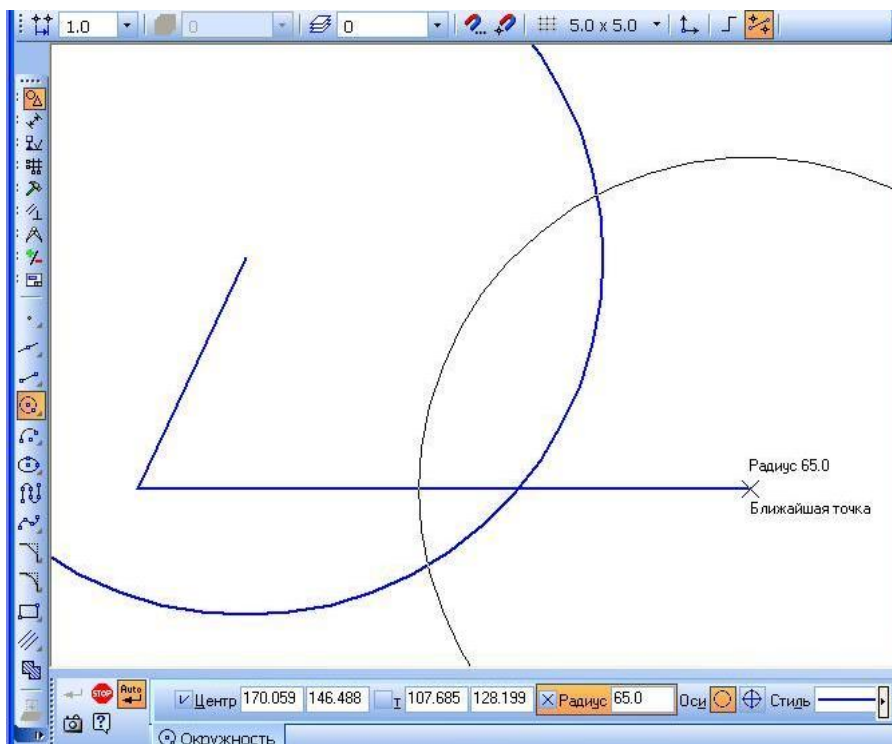 1.0 0 0 5.0 x 5.0
Радиус 65.0
Ближайшая точка
STOP Auto Центр 170.059 146.488 т 107.685 128.199 Радиус 65.0 Оси Стиль
Окружность